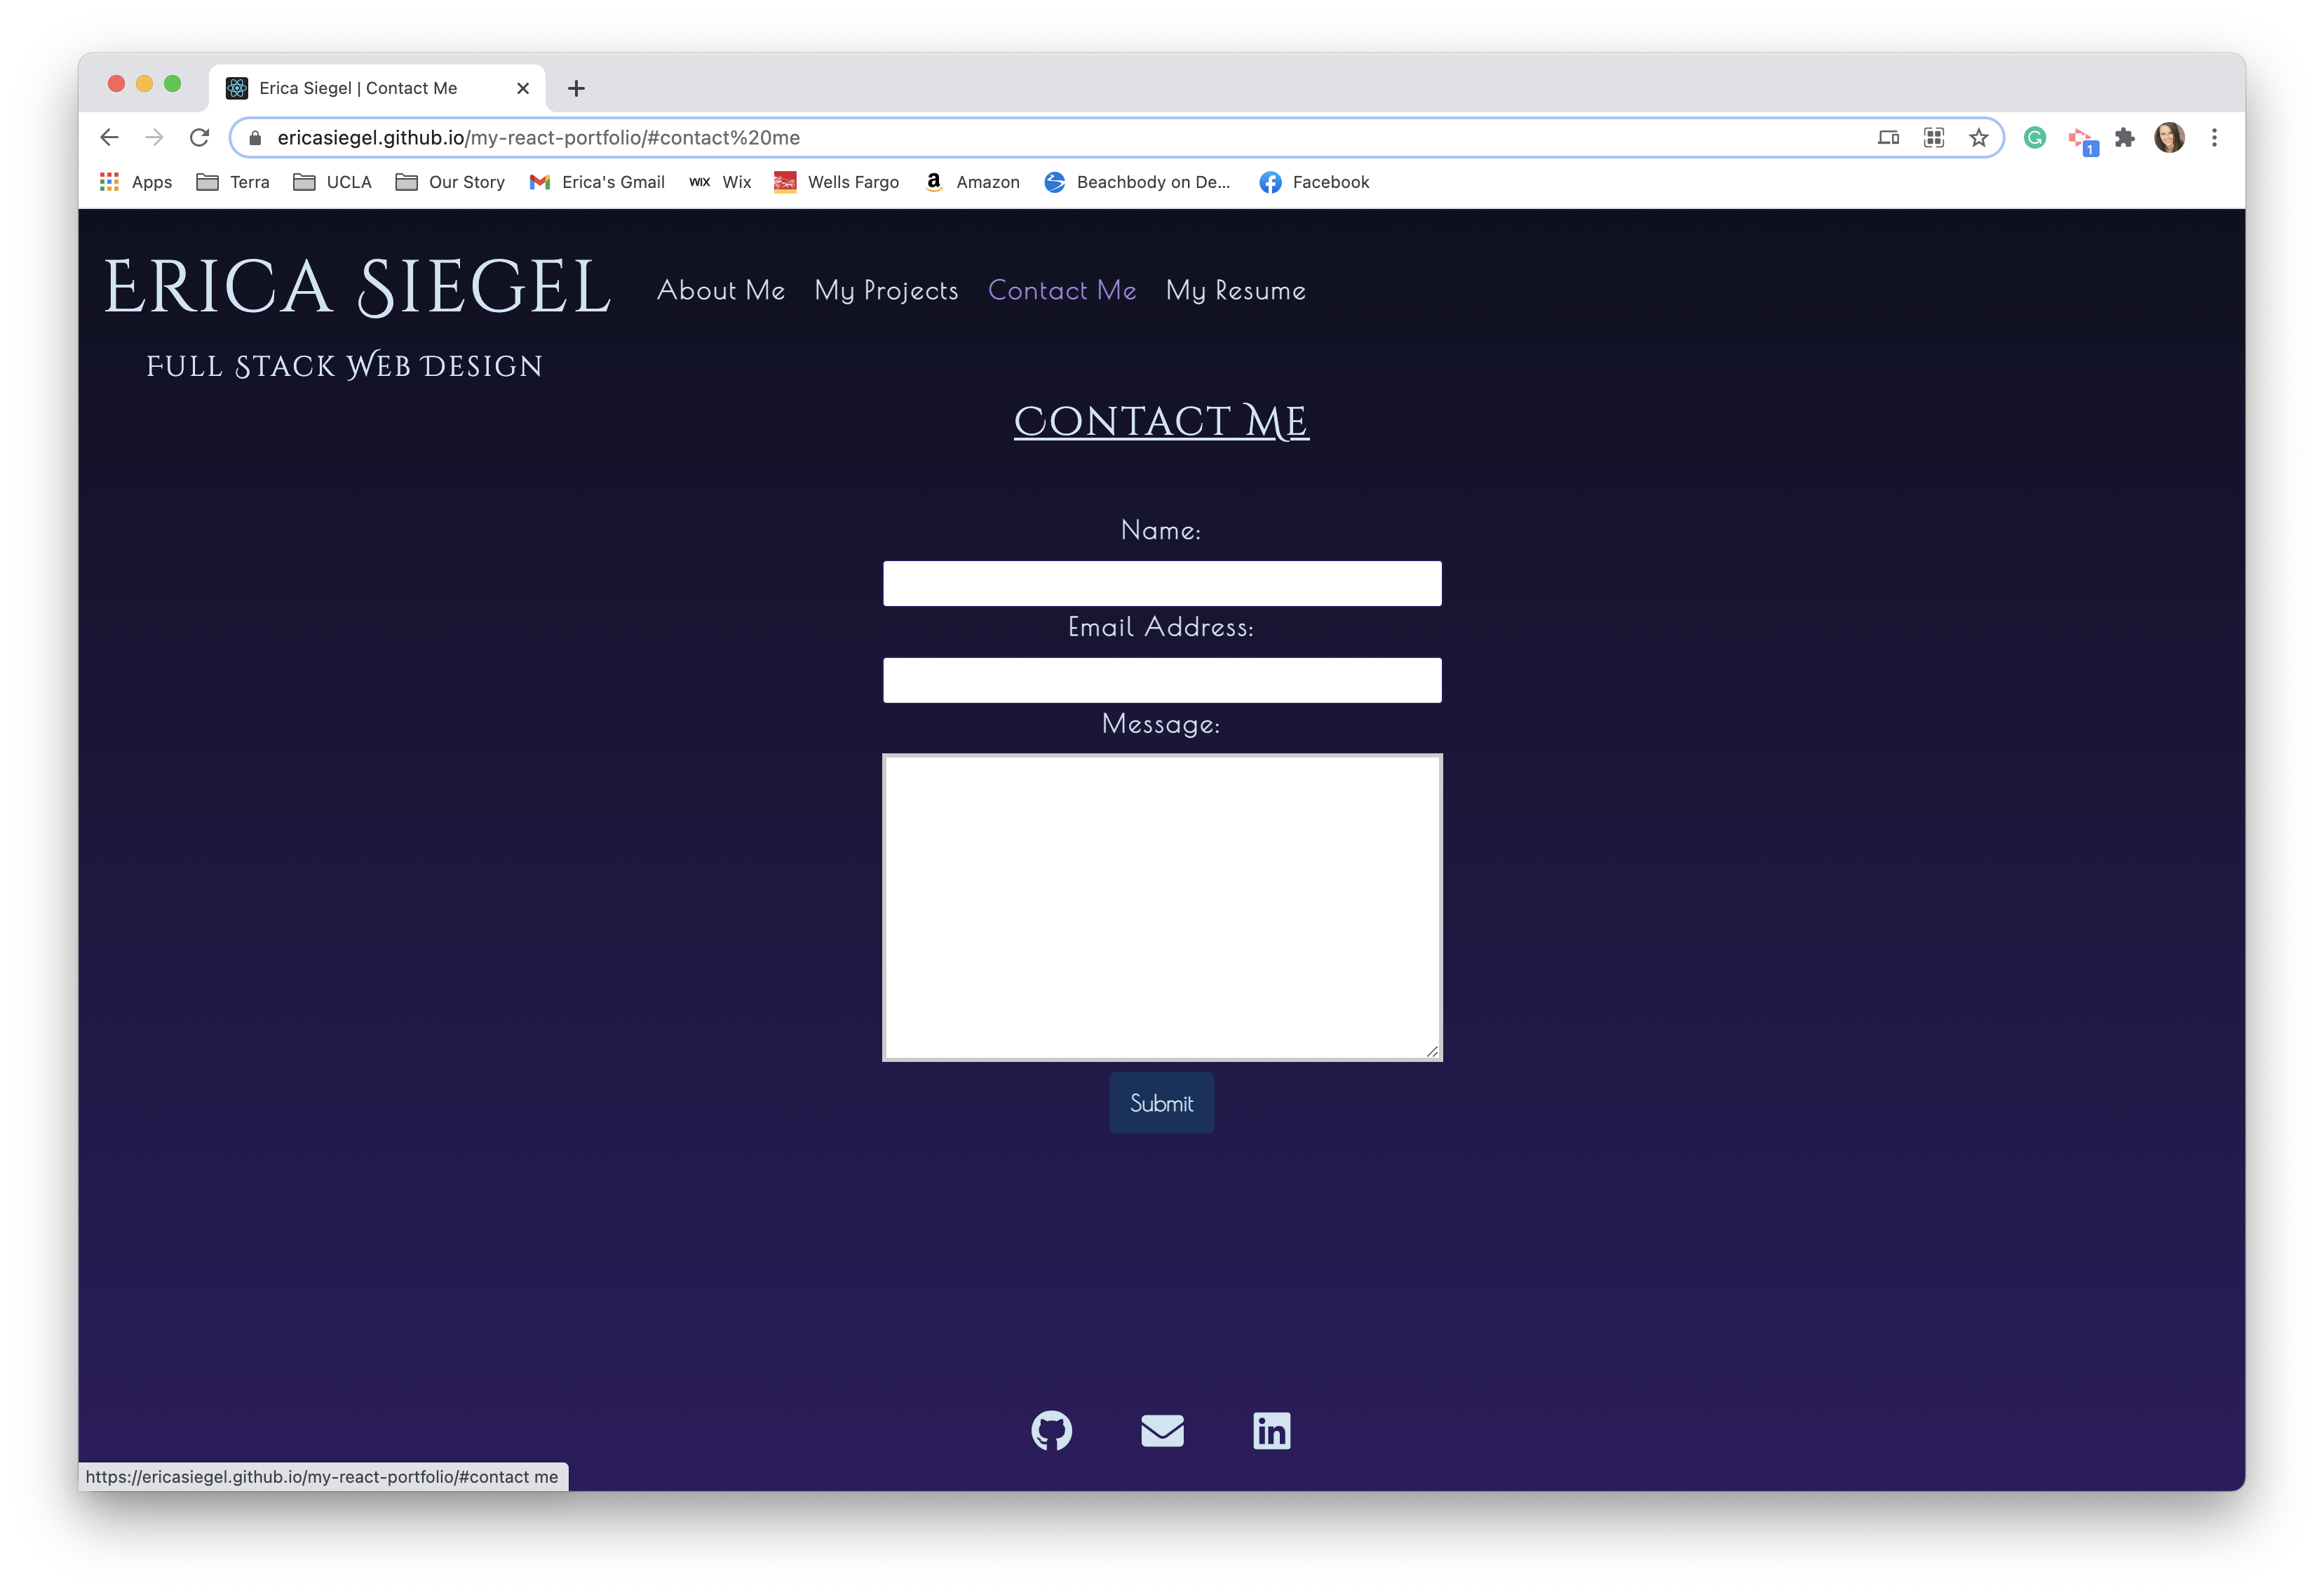 Erica Siegel | Contact Me
ericasiegel.github.io/my-react-portfolio/#contact%20me
1
Apps Terra UCLA Our Story Erica's Gmail WIX Wix Wells Fargo a Amazon Beachbody on De... Facebook
Erica Siegel
About Me My Projects Contact Me My Resume
Full Stack Web Design
Contact Me
Name:
Email Address:
Message:
Submit
in
https://ericasiegel.github.io/my-react-portfolio/#contact me